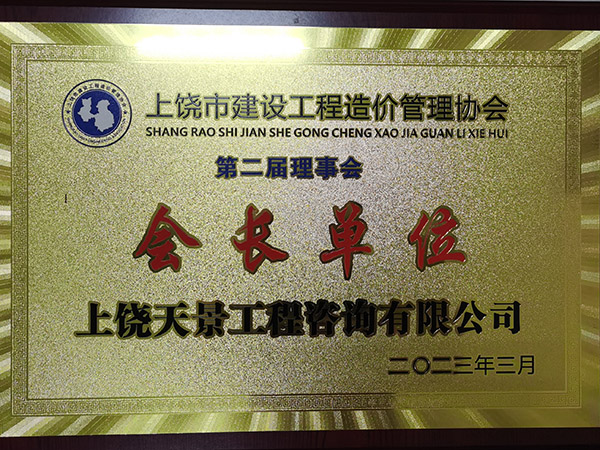 上饶市建设工程造价管理协会
SHANG RAO SHI JIAN SHE GONG CHENG XAO JIA GUAN LI XIE HUI
第二届理事会
会长单位
上饶天景工程咨询有限公司
二〇二三年三月